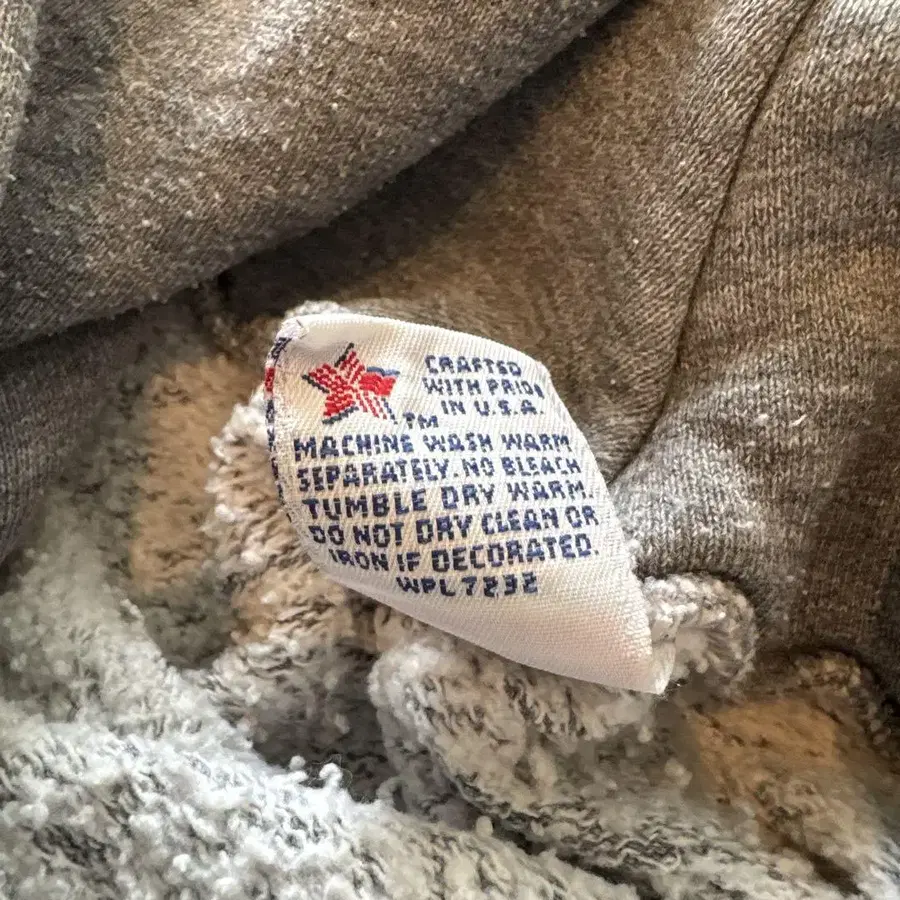 CRAFTED
WITH PRIDE
IN U.S.A.
TM
MACHINE WASH WARM
SEPARATELY. NO BLEACH
TUMBLE DRY WARM.
DO NOT DRY CLEAN OR
IRON IF DECORATED.
WPL 7232